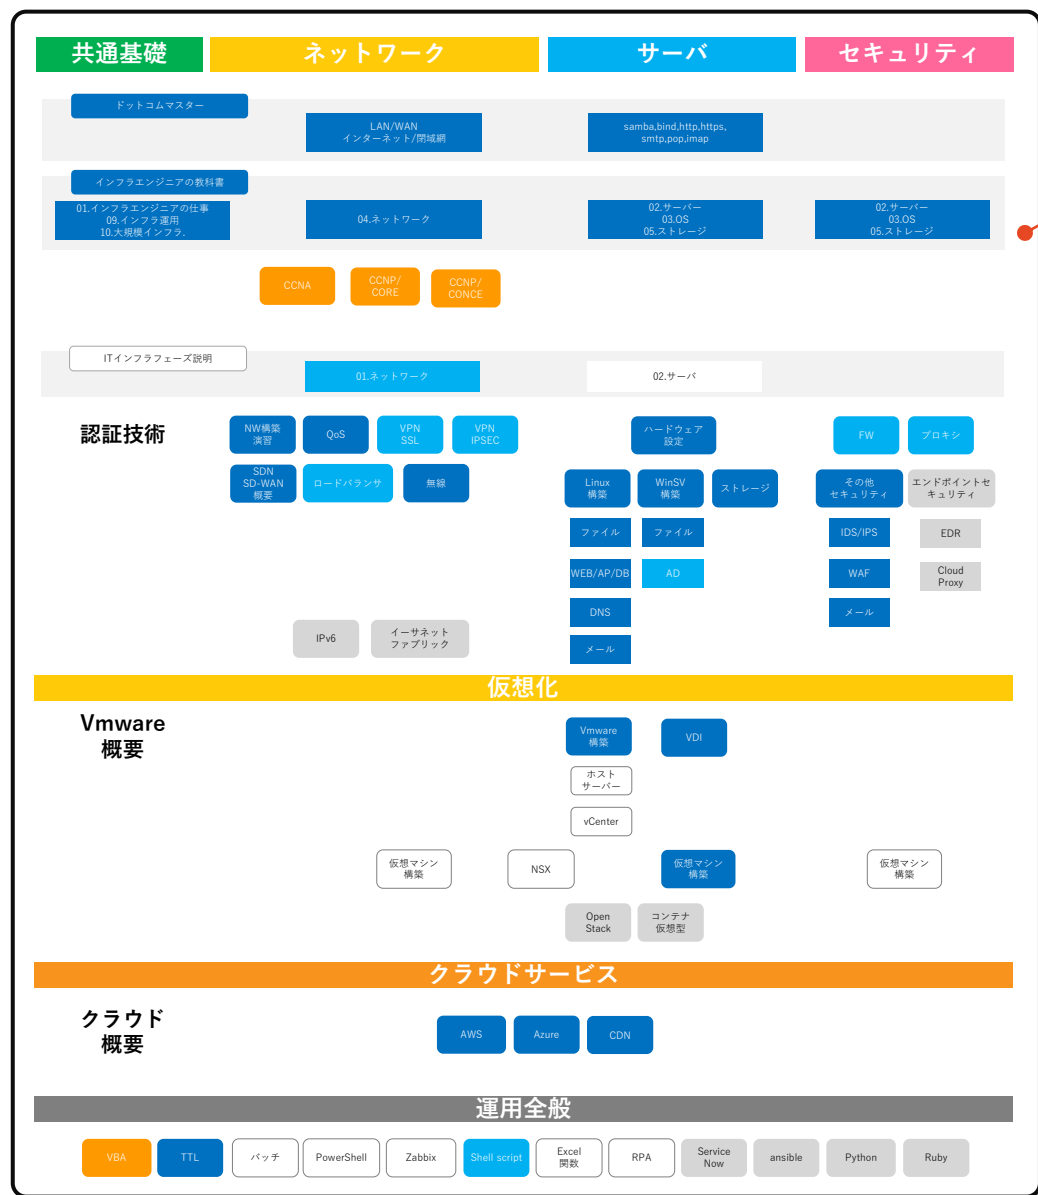 共通基礎
ネットワーク
サーバ
セキュリティ
ドットコムマスター
LAN/WAN
インターネット/閉域網
samba,bind,http,https,
smtp,pop,imap
インフラエンジニアの教科書
01.インフラエンジニアの仕事
09.インフラ運用
10.大規模インフラ.
04.ネットワーク
02.サーバー
03.OS
05.ストレージ
02.サーバー
03.OS
05.ストレージ
CCNA
CCNP/
CORE
CCNP/
CONCE
ITインフラフェーズ説明
01.ネットワーク
02.サーバ
認証技術
NW構築
演習
QoS
VPN
SSL
VPN
IPSEC
ハードウェア
設定
FW
プロキシ
SDN
SD-WAN
概要
ロードバランサ
無線
Linux
構築
WinSV
構築
ストレージ
その他
セキュリティ
エンドポイントセ
キュリティ
ファイル
ファイル
IDS/IPS
EDR
WEB/AP/DB
AD
WAF
Cloud
Proxy
DNS
メール
メール
IPv6
イーサネット
ファブリック
仮想化
Vmware
概要
Vmware
構築
VDI
ホスト
サーバー
vCenter
仮想マシン
構築
NSX
仮想マシン
構築
仮想マシン
構築
Open
Stack
コンテナ
仮想型
クラウドサービス
クラウド
概要
AWS
Azure
CDN
運用全般
VBA
TTL
バッチ
PowerShell
Zabbix
Shell script
Excel
関数
RPA
Service
Now
ansible
Python
Ruby